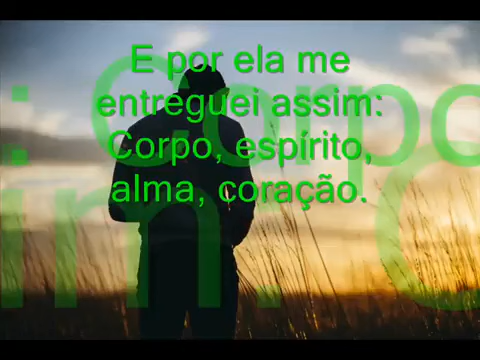 E por ela me
entreguei assim:
Corpo, espírito,
alma, coração.